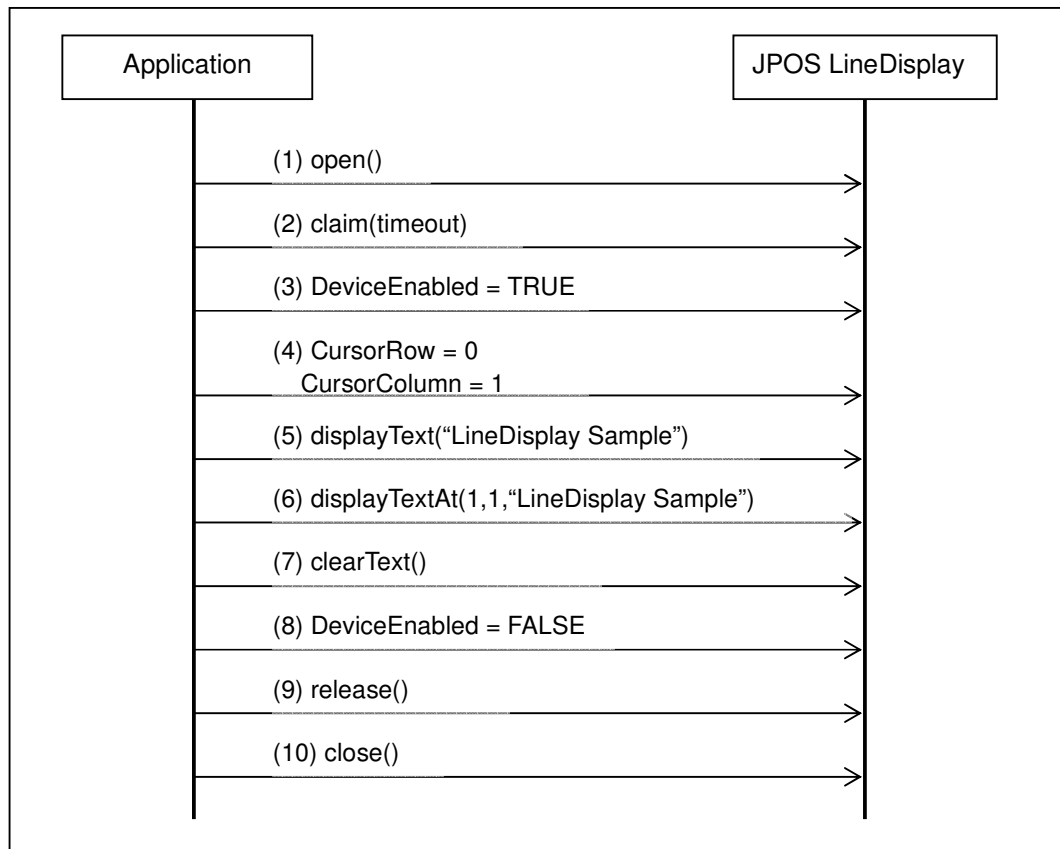 Application
JPOS LineDisplay
(1) open()
(2) claim(timeout)
(3) DeviceEnabled = TRUE
(4) CursorRow = 0
CursorColumn = 1
(5) displayText(“LineDisplay Sample”)
(6) displayTextAt(1,1,“LineDisplay Sample”)
(7) clearText()
(8) DeviceEnabled = FALSE
(9) release()
(10) close()